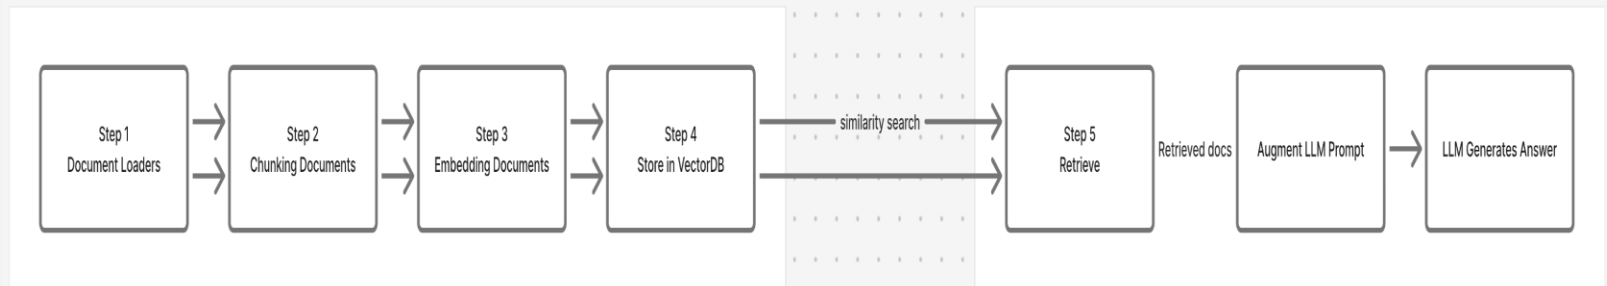 Step 1
Document Loaders
Step 2
Chunking Documents
Step 3
Embedding Documents
Step 4
Store in VectorDB
similarity search
Step 5
Retrieve
Retrieved docs
Augment LLM Prompt
LLM Generates Answer